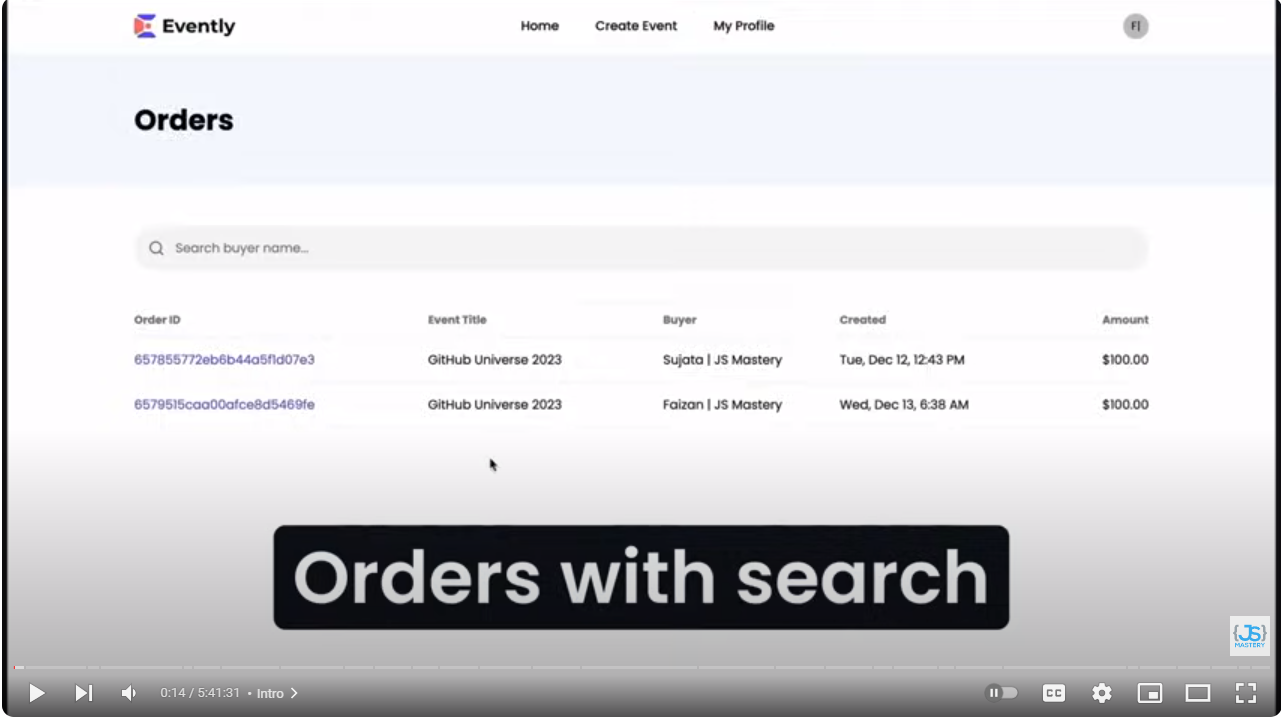 Evently
Home Create Event My Profile
F|
Orders
Search buyer name...
Order ID Event Title Buyer Created Amount
657855772eb6b44a5f1d07e3 GitHub Universe 2023 Sujata | JS Mastery Tue, Dec 12, 12:43 PM $100.00
6579515caa00afce8d5469fe GitHub Universe 2023 Faizan | JS Mastery Wed, Dec 13, 6:38 AM $100.00
Orders with search
{JS}
MASTERY
0:14 / 5:41:31 • Intro
CC